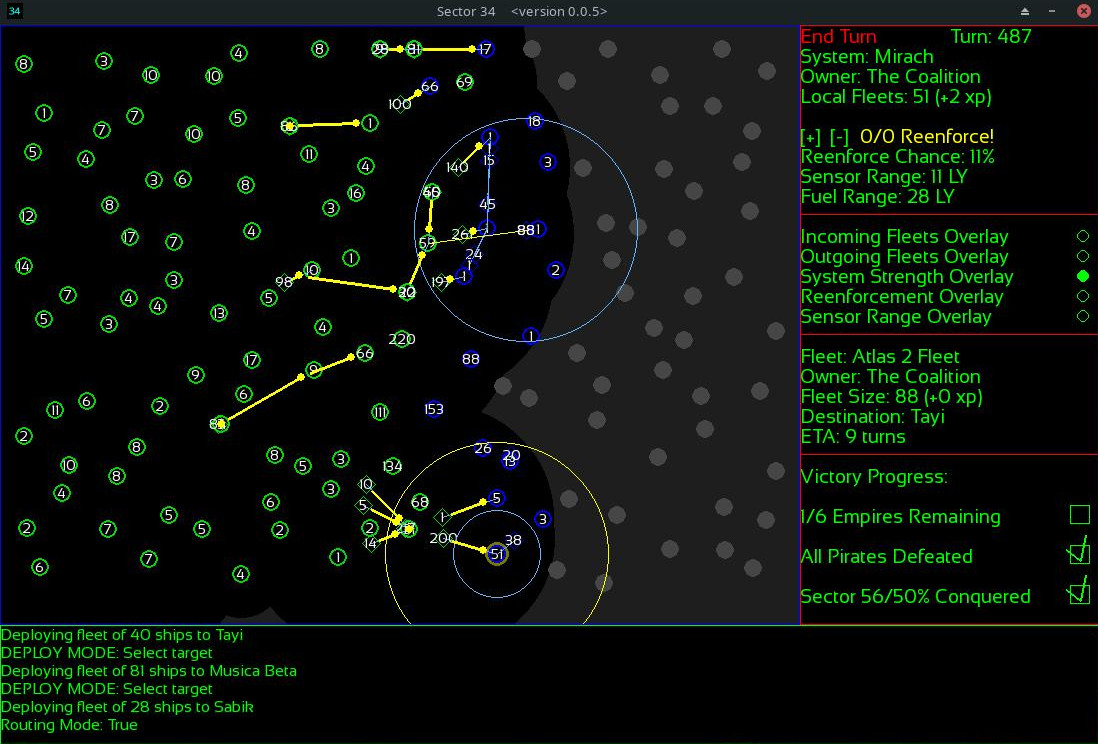 34
Sector 34 <version 0.0.5>
8 31 17
8 3 4 66 69
10 10 100
1 7 5 1 18
7 10 1
5 4 11 4 140 15 3
3 6 8 16
12 8 3 45
17 7 4 59 26 1 88
14 10 1 24
98 197 1 2
7 4 4 3 5
5 3 13 4 220 1
17 66 88
9 9
11 6 2 6 111 153
2
8 8 5 3 134 26 20
10 8 3 10
4 6 5 68 5
2 7 5 5 2 2 1 3
14 200 38
6 7 4 1 51
End Turn Turn: 487
System: Mirach
Owner: The Coalition
Local Fleets: 51 (+2 xp)
[+] [-] 0/0 Reenforce!
Reenforce Chance: 11%
Sensor Range: 11 LY
Fuel Range: 28 LY
Incoming Fleets Overlay
Outgoing Fleets Overlay
System Strength Overlay
Reenforcement Overlay
Sensor Range Overlay
Fleet: Atlas 2 Fleet
Owner: The Coalition
Fleet Size: 88 (+0 xp)
Destination: Tayi
ETA: 9 turns
Victory Progress:
1/6 Empires Remaining
All Pirates Defeated
Sector 56/50% Conquered
Deploying fleet of 40 ships to Tayi
DEPLOY MODE: Select target
Deploying fleet of 81 ships to Musica Beta
DEPLOY MODE: Select target
Deploying fleet of 28 ships to Sabik
Routing Mode: True